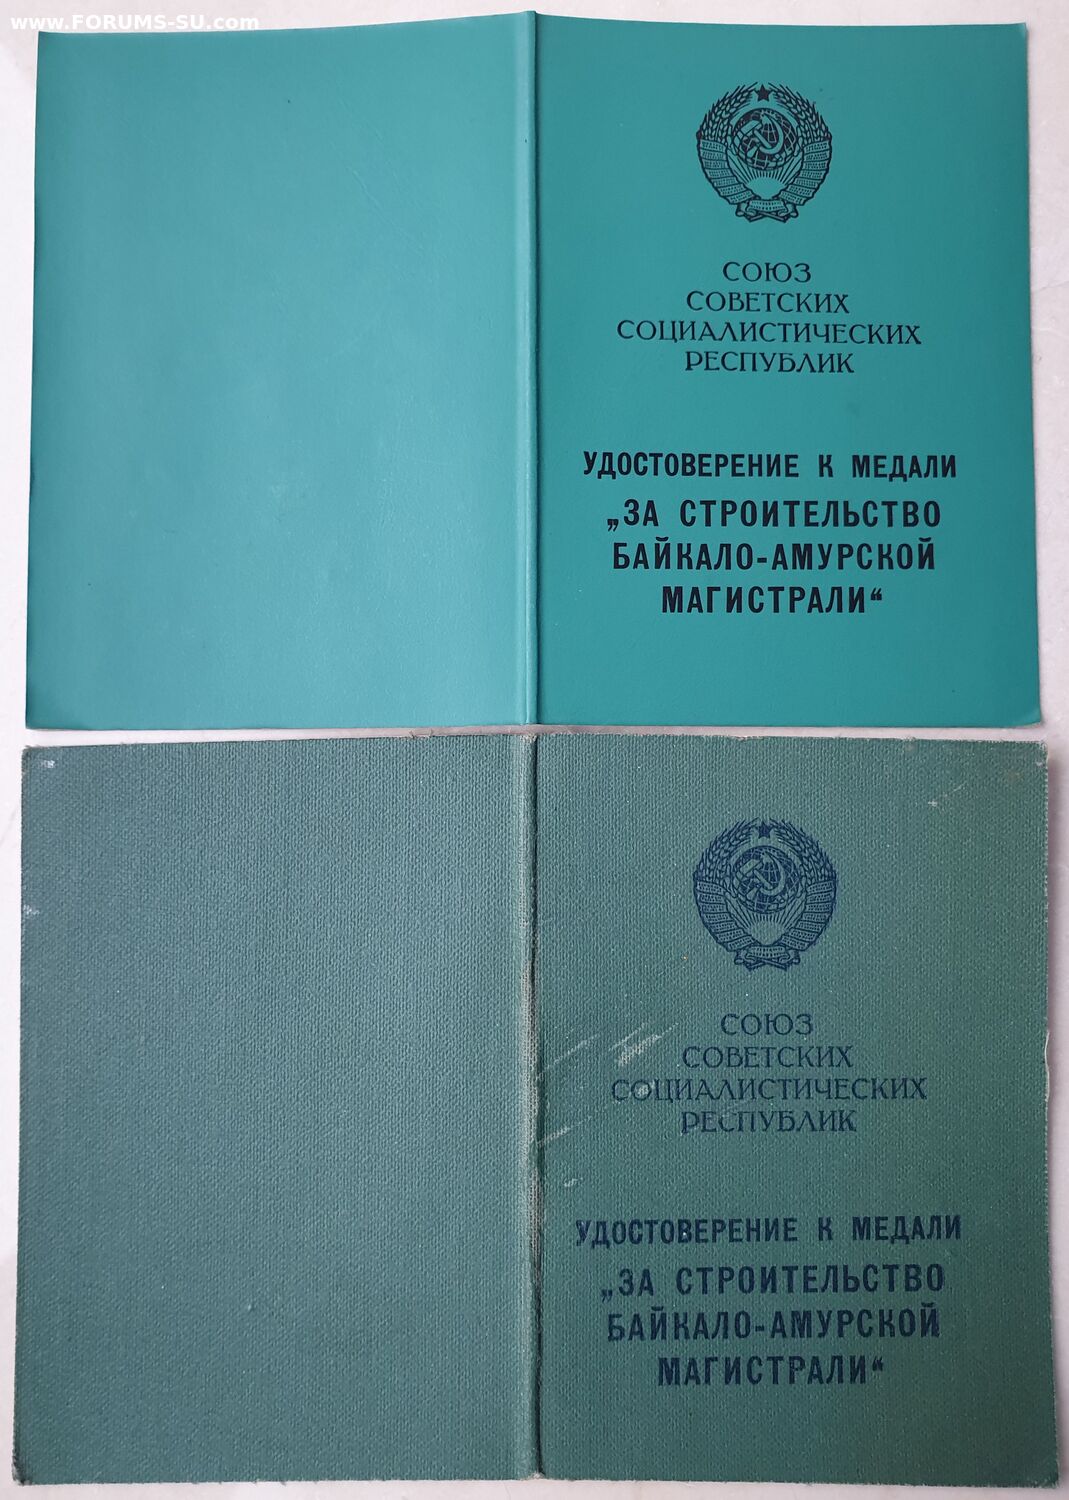 www.FORUMS-SU.com
СОЮЗ
СОВЕТСКИХ
СОЦИАЛИСТИЧЕСКИХ
РЕСПУБЛИК
УДОСТОВЕРЕНИЕ К МЕДАЛИ
„ЗА СТРОИТЕЛЬСТВО
БАЙКАЛО-АМУРСКОЙ
МАГИСТРАЛИ“
СОЮЗ
СОВЕТСКИХ
СОЦИАЛИСТИЧЕСКИХ
РЕСПУБЛИК
УДОСТОВЕРЕНИЕ К МЕДАЛИ
„ЗА СТРОИТЕЛЬСТВО
БАЙКАЛО-АМУРСКОЙ
МАГИСТРАЛИ“